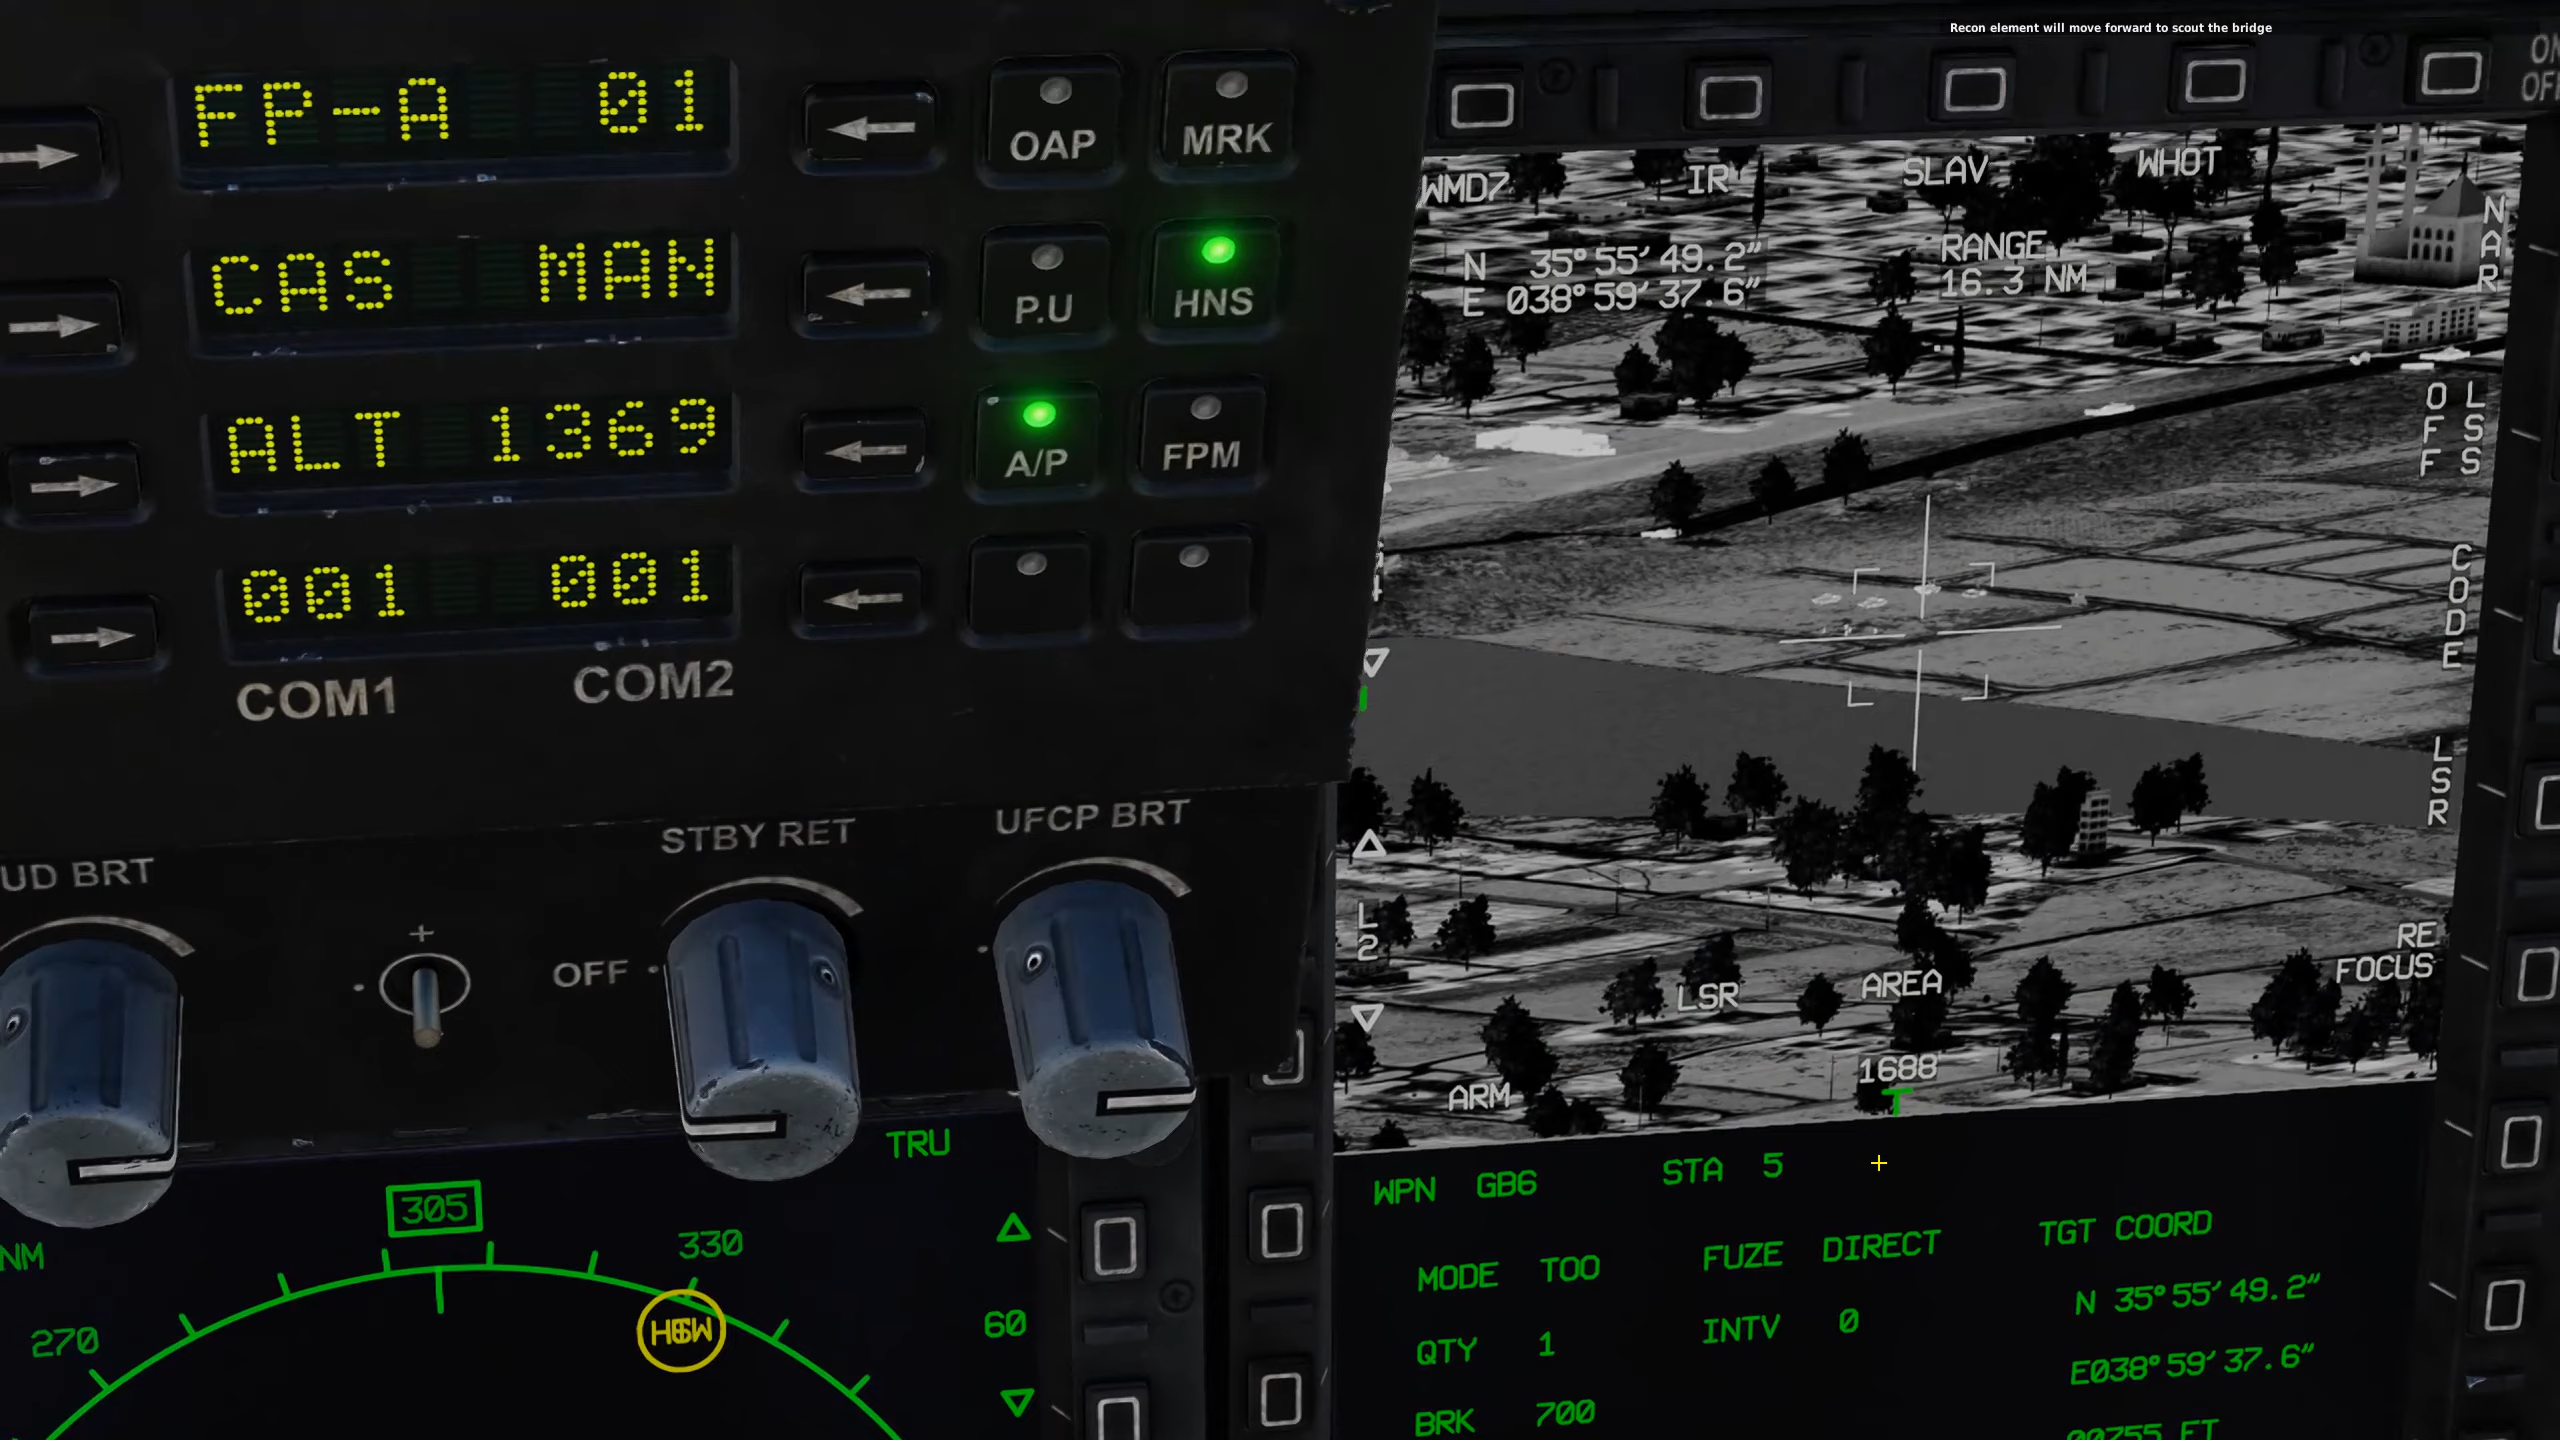 Recon element will move forward to scout the bridge
FP-A 01
OAP MRK
CAS MAN
P.U HNS
ALT 1369
A/P FPM
001 001
COM1 COM2
UD BRT
STBY RET
UFCP BRT
+
OFF
ON
OFF
WMD7 IR SLAV WHOT
NAR
N 35°55′49.2″
E 038°59′37.6″
RANGE
16.3 NM
LSS
OFF
CODE
LSR
L2
RE
FOCUS
LSR AREA
ARM
1688
T
TRU
305
330
NM
270
60
WPN GB6 STA 5
MODE TOO FUZE DIRECT TGT COORD
QTY 1 INTV 0 N 35°55′49.2″
BRK 700 E038°59′37.6″